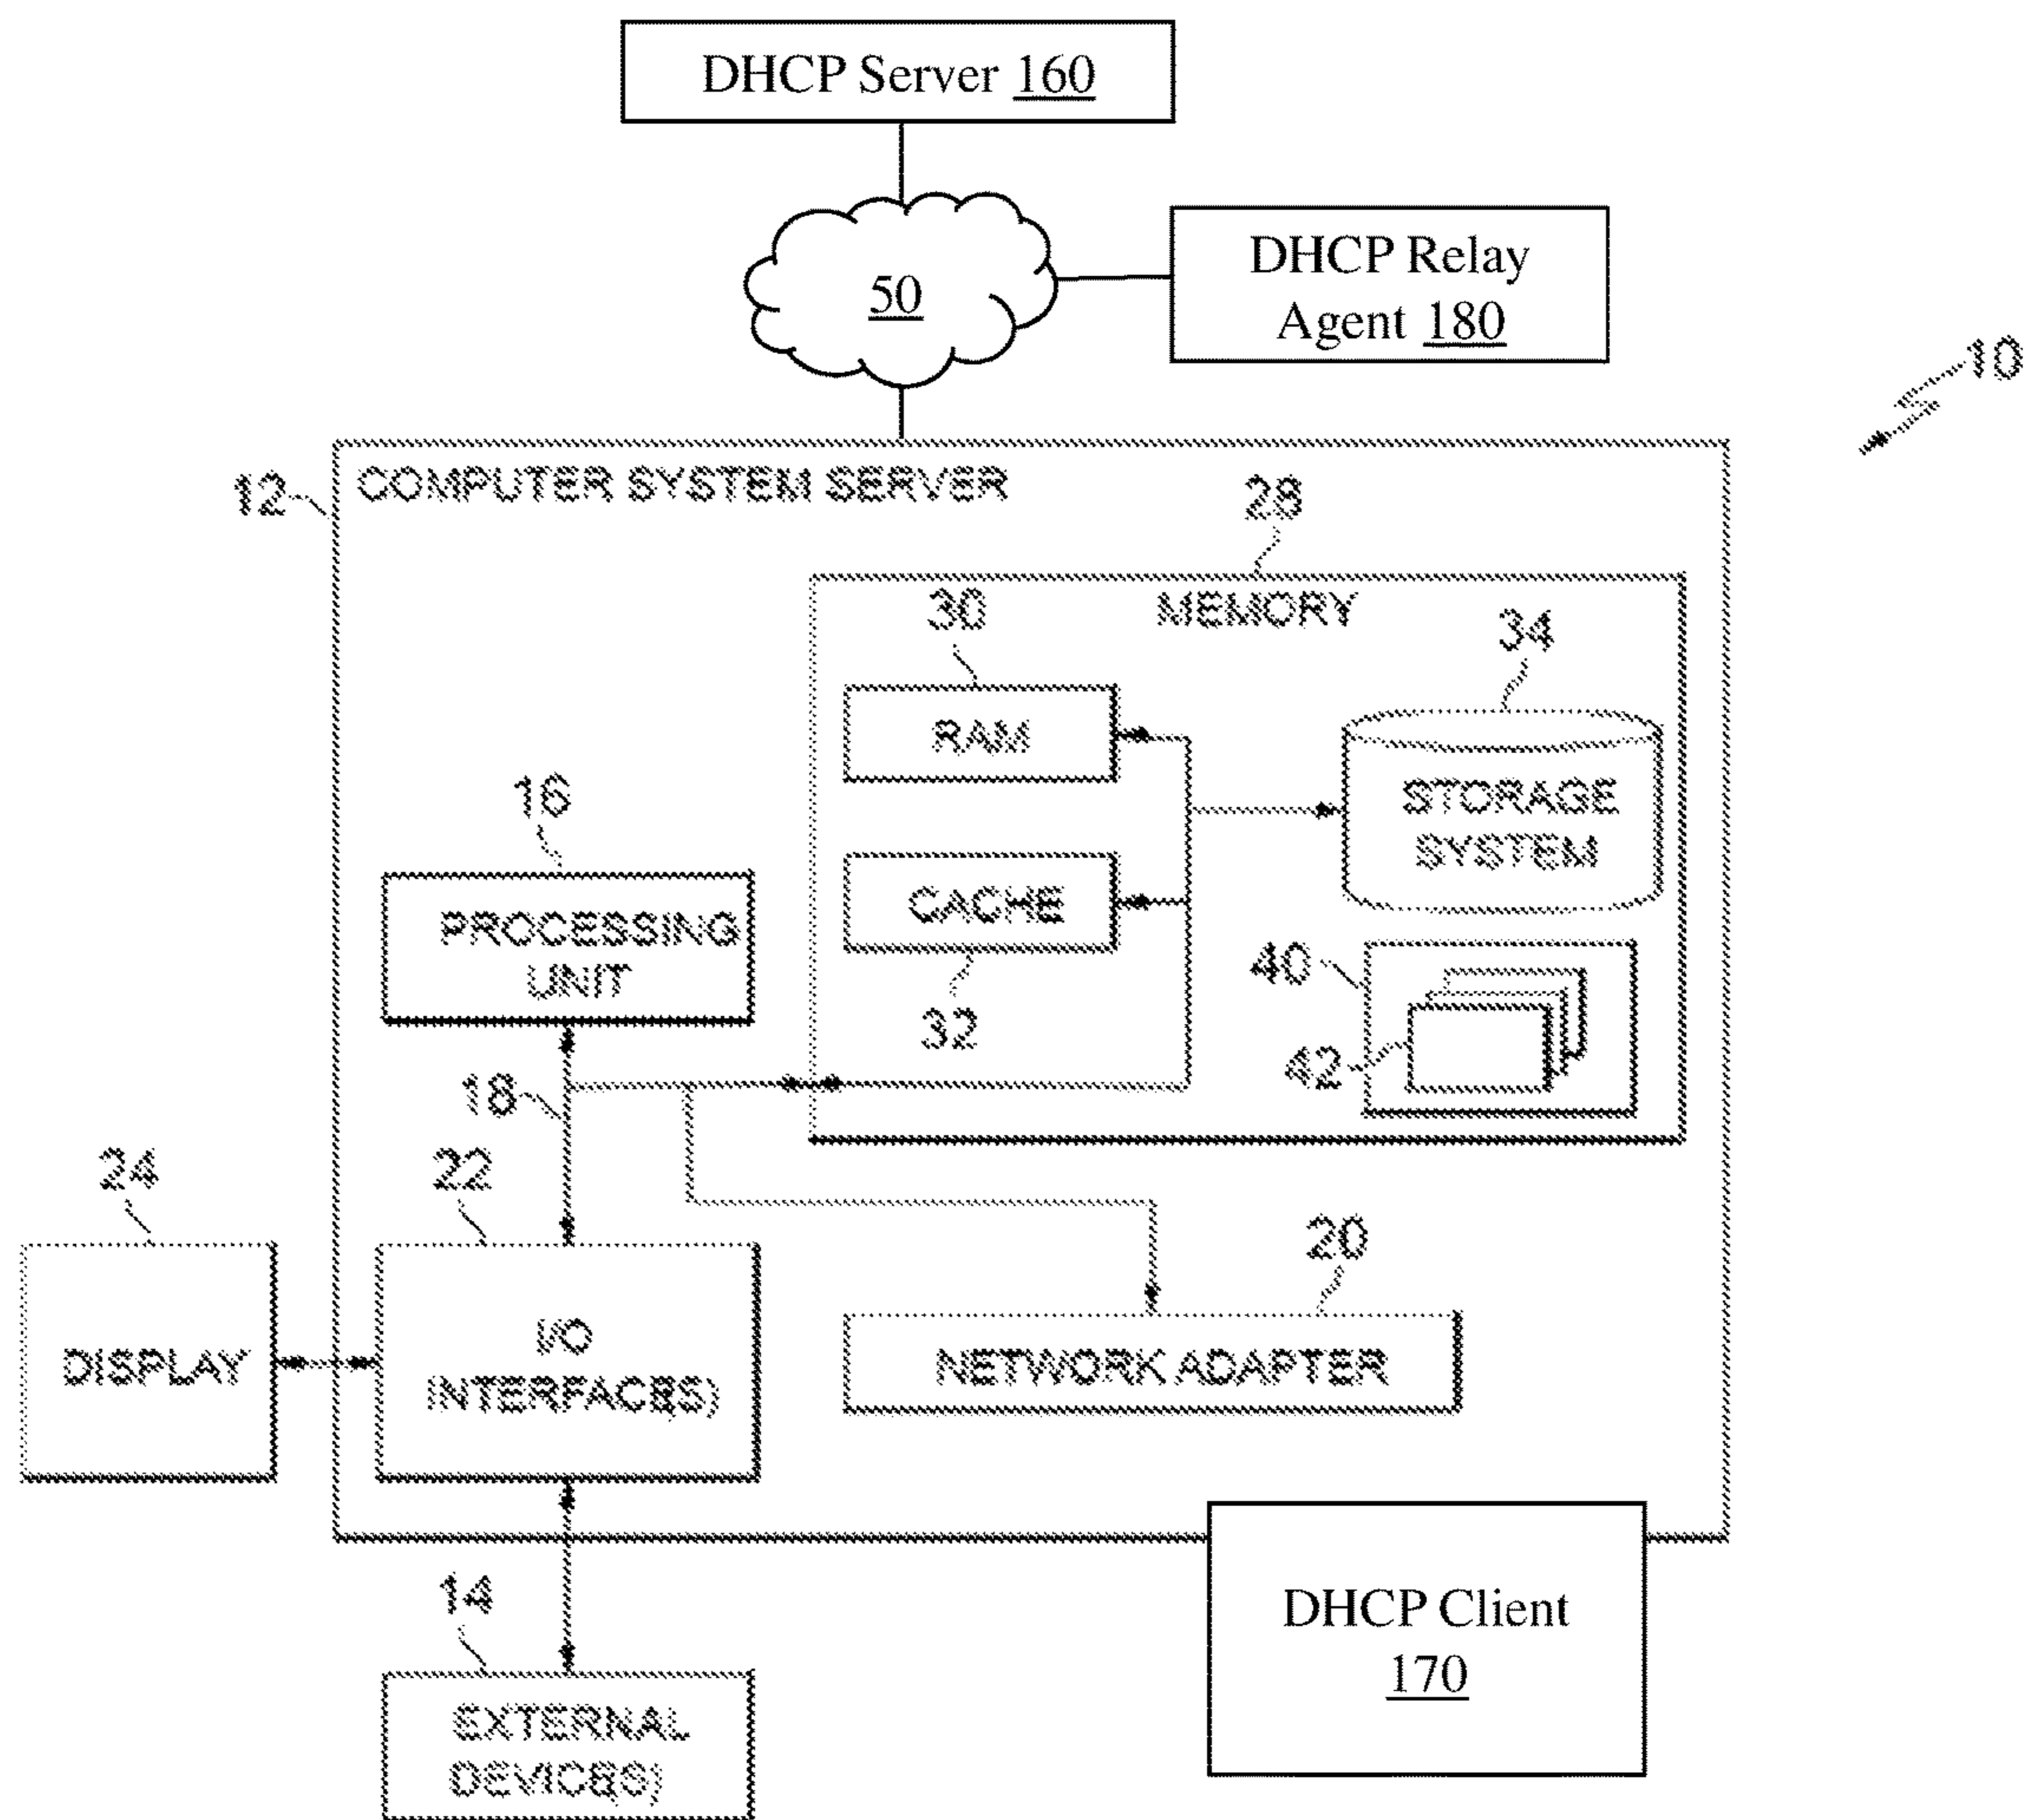 DHCP Server 160
50
DHCP Relay
Agent 180
10
12
COMPUTER SYSTEM SERVER
28
MEMORY
30
34
RAM
STORAGE
SYSTEM
16
CACHE
PROCESSING
UNIT
40
32
42
18
24
22
20
DISPLAY
I/O
INTERFACE(S)
NETWORK ADAPTER
14
DHCP Client
170
EXTERNAL
DEVICE(S)